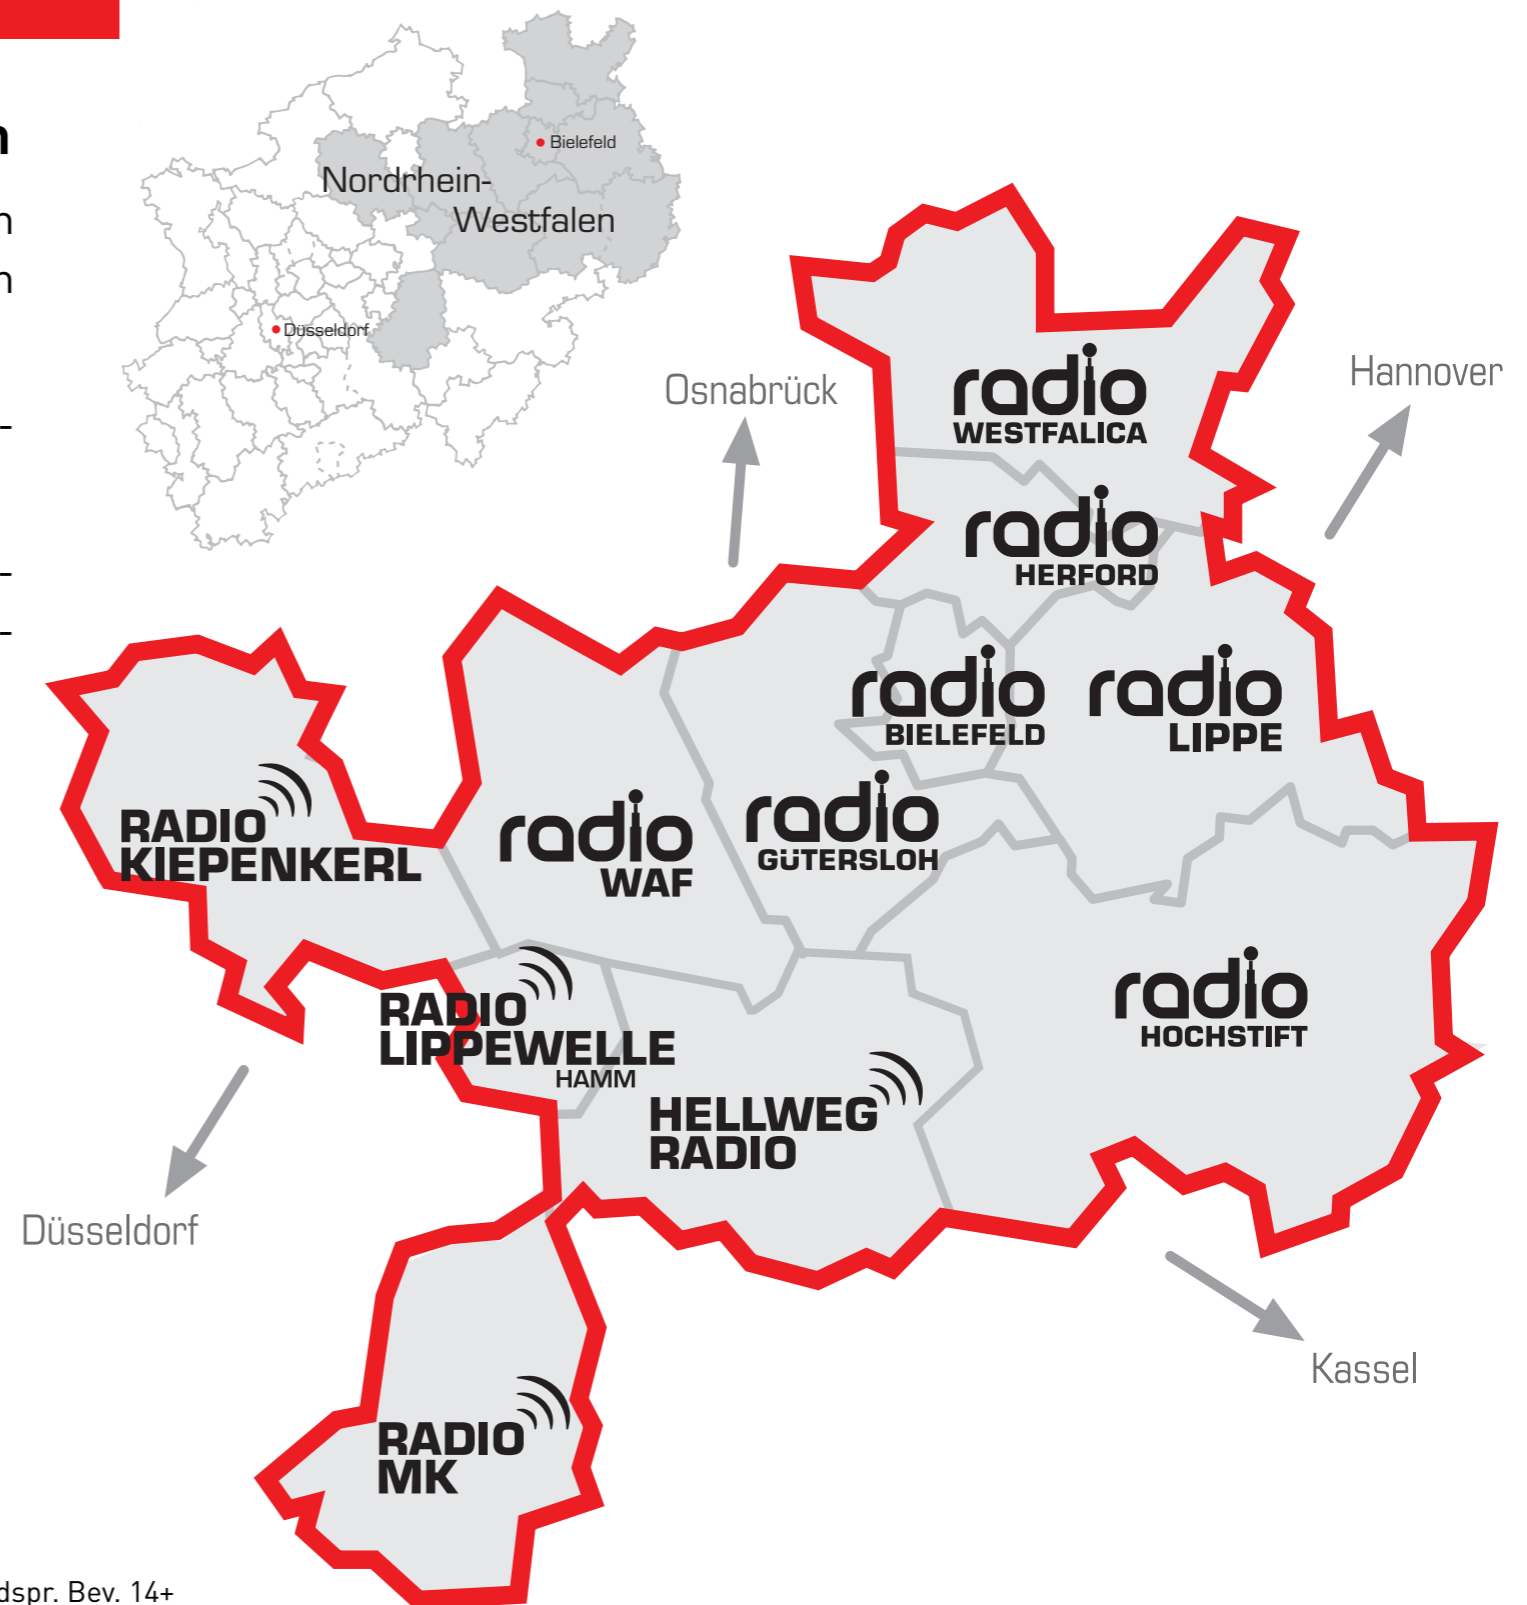 n
n
n
-
-
-
Bielefeld
Nordrhein-
Westfalen
Düsseldorf
Osnabrück
Hannover
radio
WESTFALICA
radio
HERFORD
radio
BIELEFELD
radio
LIPPE
RADIO
KIEPENKERL
radio
WAF
radio
GÜTERSLOH
RADIO
LIPPEWELLE
HAMM
radio
HOCHSTIFT
HELLWEG
RADIO
Düsseldorf
Kassel
RADIO
MK
dspr. Bev. 14+